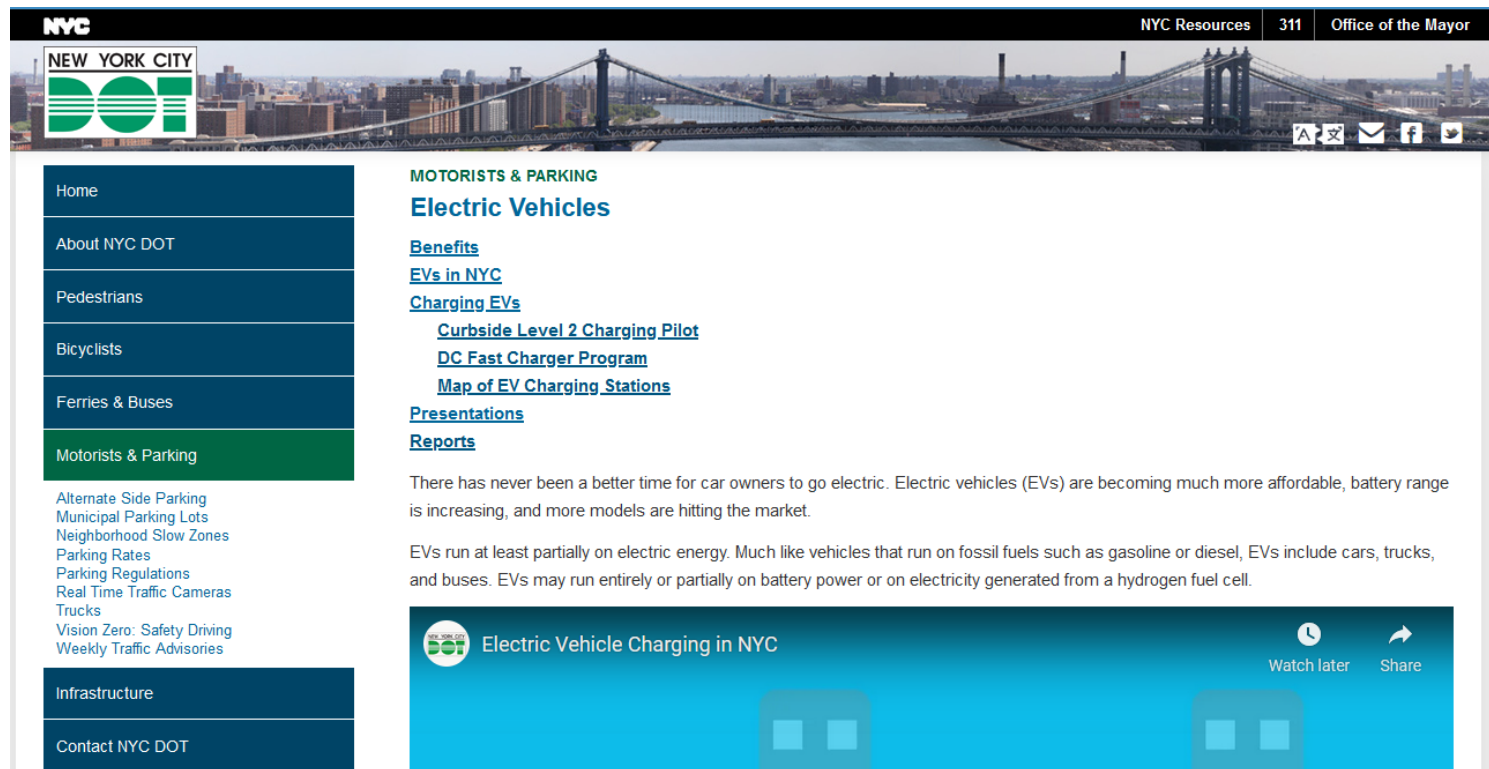 NYC
NYC Resources
311
Office of the Mayor
NEW YORK CITY
DOT
Home
About NYC DOT
Pedestrians
Bicyclists
Ferries & Buses
Motorists & Parking
Alternate Side Parking
Municipal Parking Lots
Neighborhood Slow Zones
Parking Rates
Parking Regulations
Real Time Traffic Cameras
Trucks
Vision Zero: Safety Driving
Weekly Traffic Advisories
Infrastructure
Contact NYC DOT
MOTORISTS & PARKING
Electric Vehicles
Benefits
EVs in NYC
Charging EVs
Curbside Level 2 Charging Pilot
DC Fast Charger Program
Map of EV Charging Stations
Presentations
Reports
There has never been a better time for car owners to go electric. Electric vehicles (EVs) are becoming much more affordable, battery range
is increasing, and more models are hitting the market.
EVs run at least partially on electric energy. Much like vehicles that run on fossil fuels such as gasoline or diesel, EVs include cars, trucks,
and buses. EVs may run entirely or partially on battery power or on electricity generated from a hydrogen fuel cell.
NEW YORK CITY
DOT
Electric Vehicle Charging in NYC
Watch later
Share